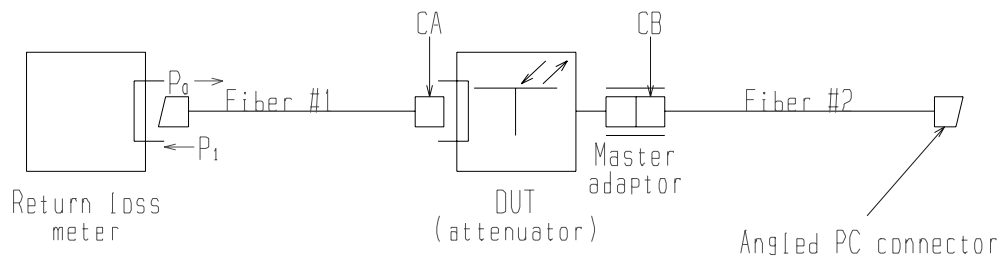 CA
CB
P0
Fiber #1
Fiber #2
P1
Master
adaptor
Return loss
meter
DUT
(attenuator)
Angled PC connector